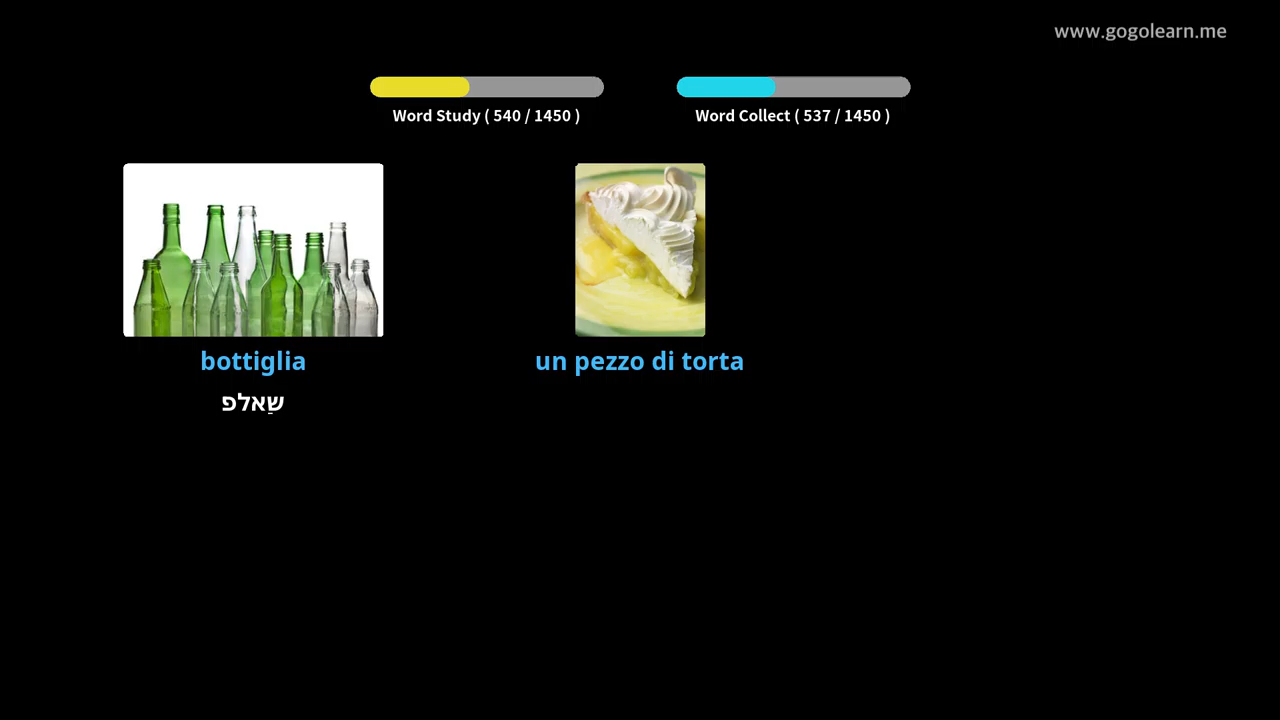 www.gogolearn.me
Word Study ( 540 / 1450 )
Word Collect ( 537 / 1450 )
bottiglia
שַאלפ
un pezzo di torta